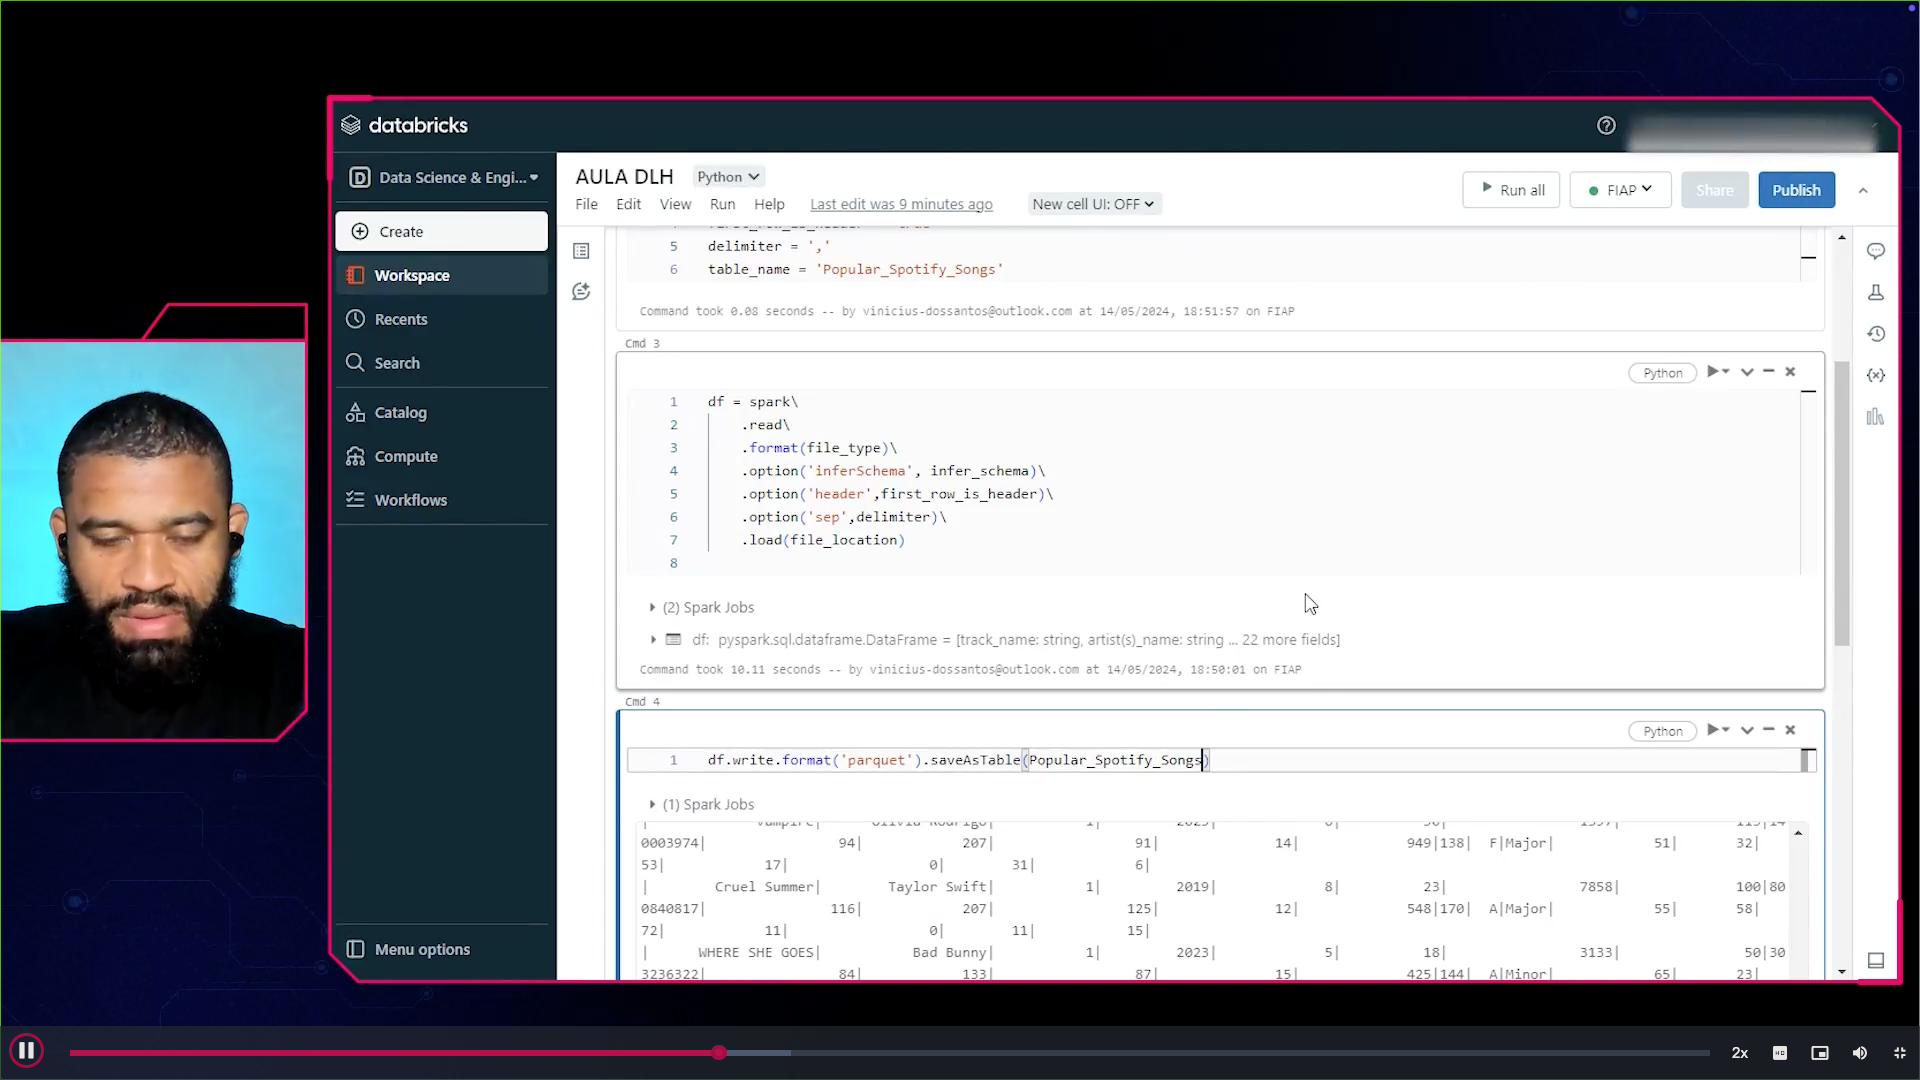 databricks
Data Science & Engi...
Create
Workspace
Recents
Search
Catalog
Compute
Workflows
Menu options
AULA DLH
Python
File Edit View Run Help
Last edit was 9 minutes ago
New cell UI: OFF
Run all
FIAP
Share
Publish
5 delimiter = ','
6 table_name = 'Popular_Spotify_Songs'
Command took 0.08 seconds -- by vinicius-dossantos@outlook.com at 14/05/2024, 18:51:57 on FIAP
Cmd 3
Python
1 df = spark\
2 .read\
3 .format(file_type)\
4 .option('inferSchema', infer_schema)\
5 .option('header',first_row_is_header)\
6 .option('sep',delimiter)\
7 .load(file_location)
8
(2) Spark Jobs
df: pyspark.sql.dataframe.DataFrame = [track_name: string, artist(s)_name: string ... 22 more fields]
Command took 10.11 seconds -- by vinicius-dossantos@outlook.com at 14/05/2024, 18:50:01 on FIAP
Cmd 4
Python
1 df.write.format('parquet').saveAsTable(Popular_Spotify_Songs)
(1) Spark Jobs
0003974| 94| 207| 91| 14| 949|138| F|Major| 51| 32|
53| 17| 0| 31| 6|
| Cruel Summer| Taylor Swift| 1| 2019| 8| 23| 7858| 100|80
0840817| 116| 207| 125| 12| 548|170| A|Major| 55| 58|
72| 11| 0| 11| 15|
| WHERE SHE GOES| Bad Bunny| 1| 2023| 5| 18| 3133| 50|30
3236322| 84| 133| 87| 15| 425|144| A|Minor| 65| 23|
2x